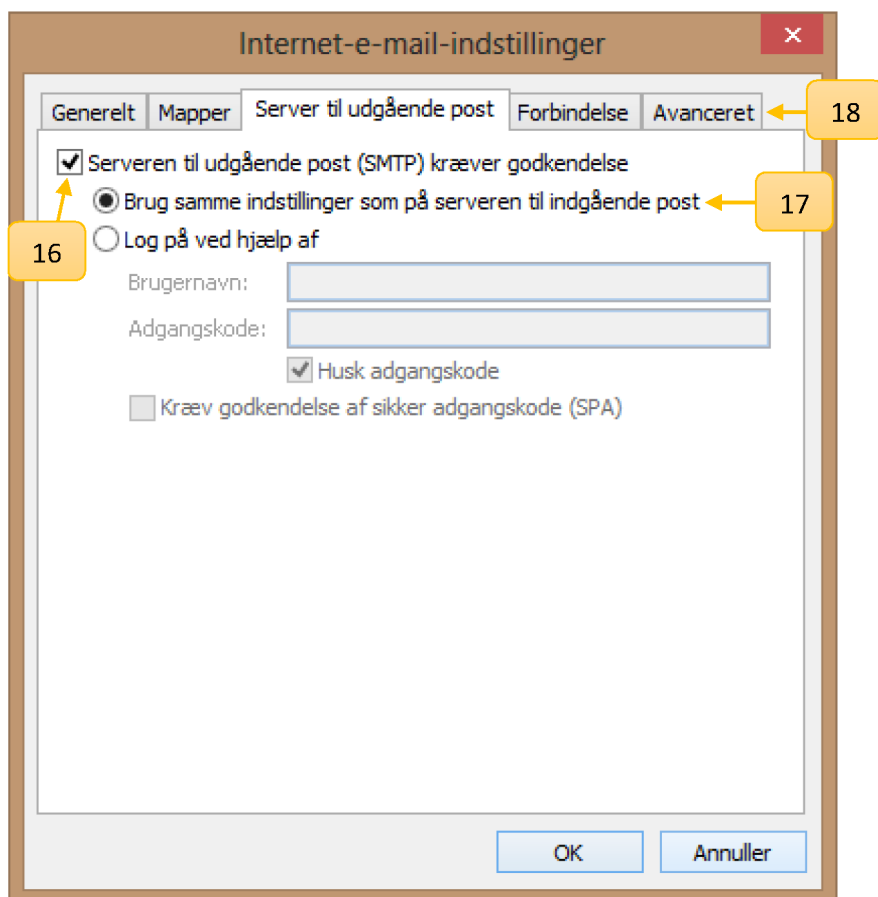 Internet-e-mail-indstillinger
Generelt Mapper Server til udgående post Forbindelse Avanceret 18
Serveren til udgående post (SMTP) kræver godkendelse
Brug samme indstillinger som på serveren til indgående post 17
16 Log på ved hjælp af
Brugernavn:
Adgangskode:
Husk adgangskode
Kræv godkendelse af sikker adgangskode (SPA)
OK Annuller